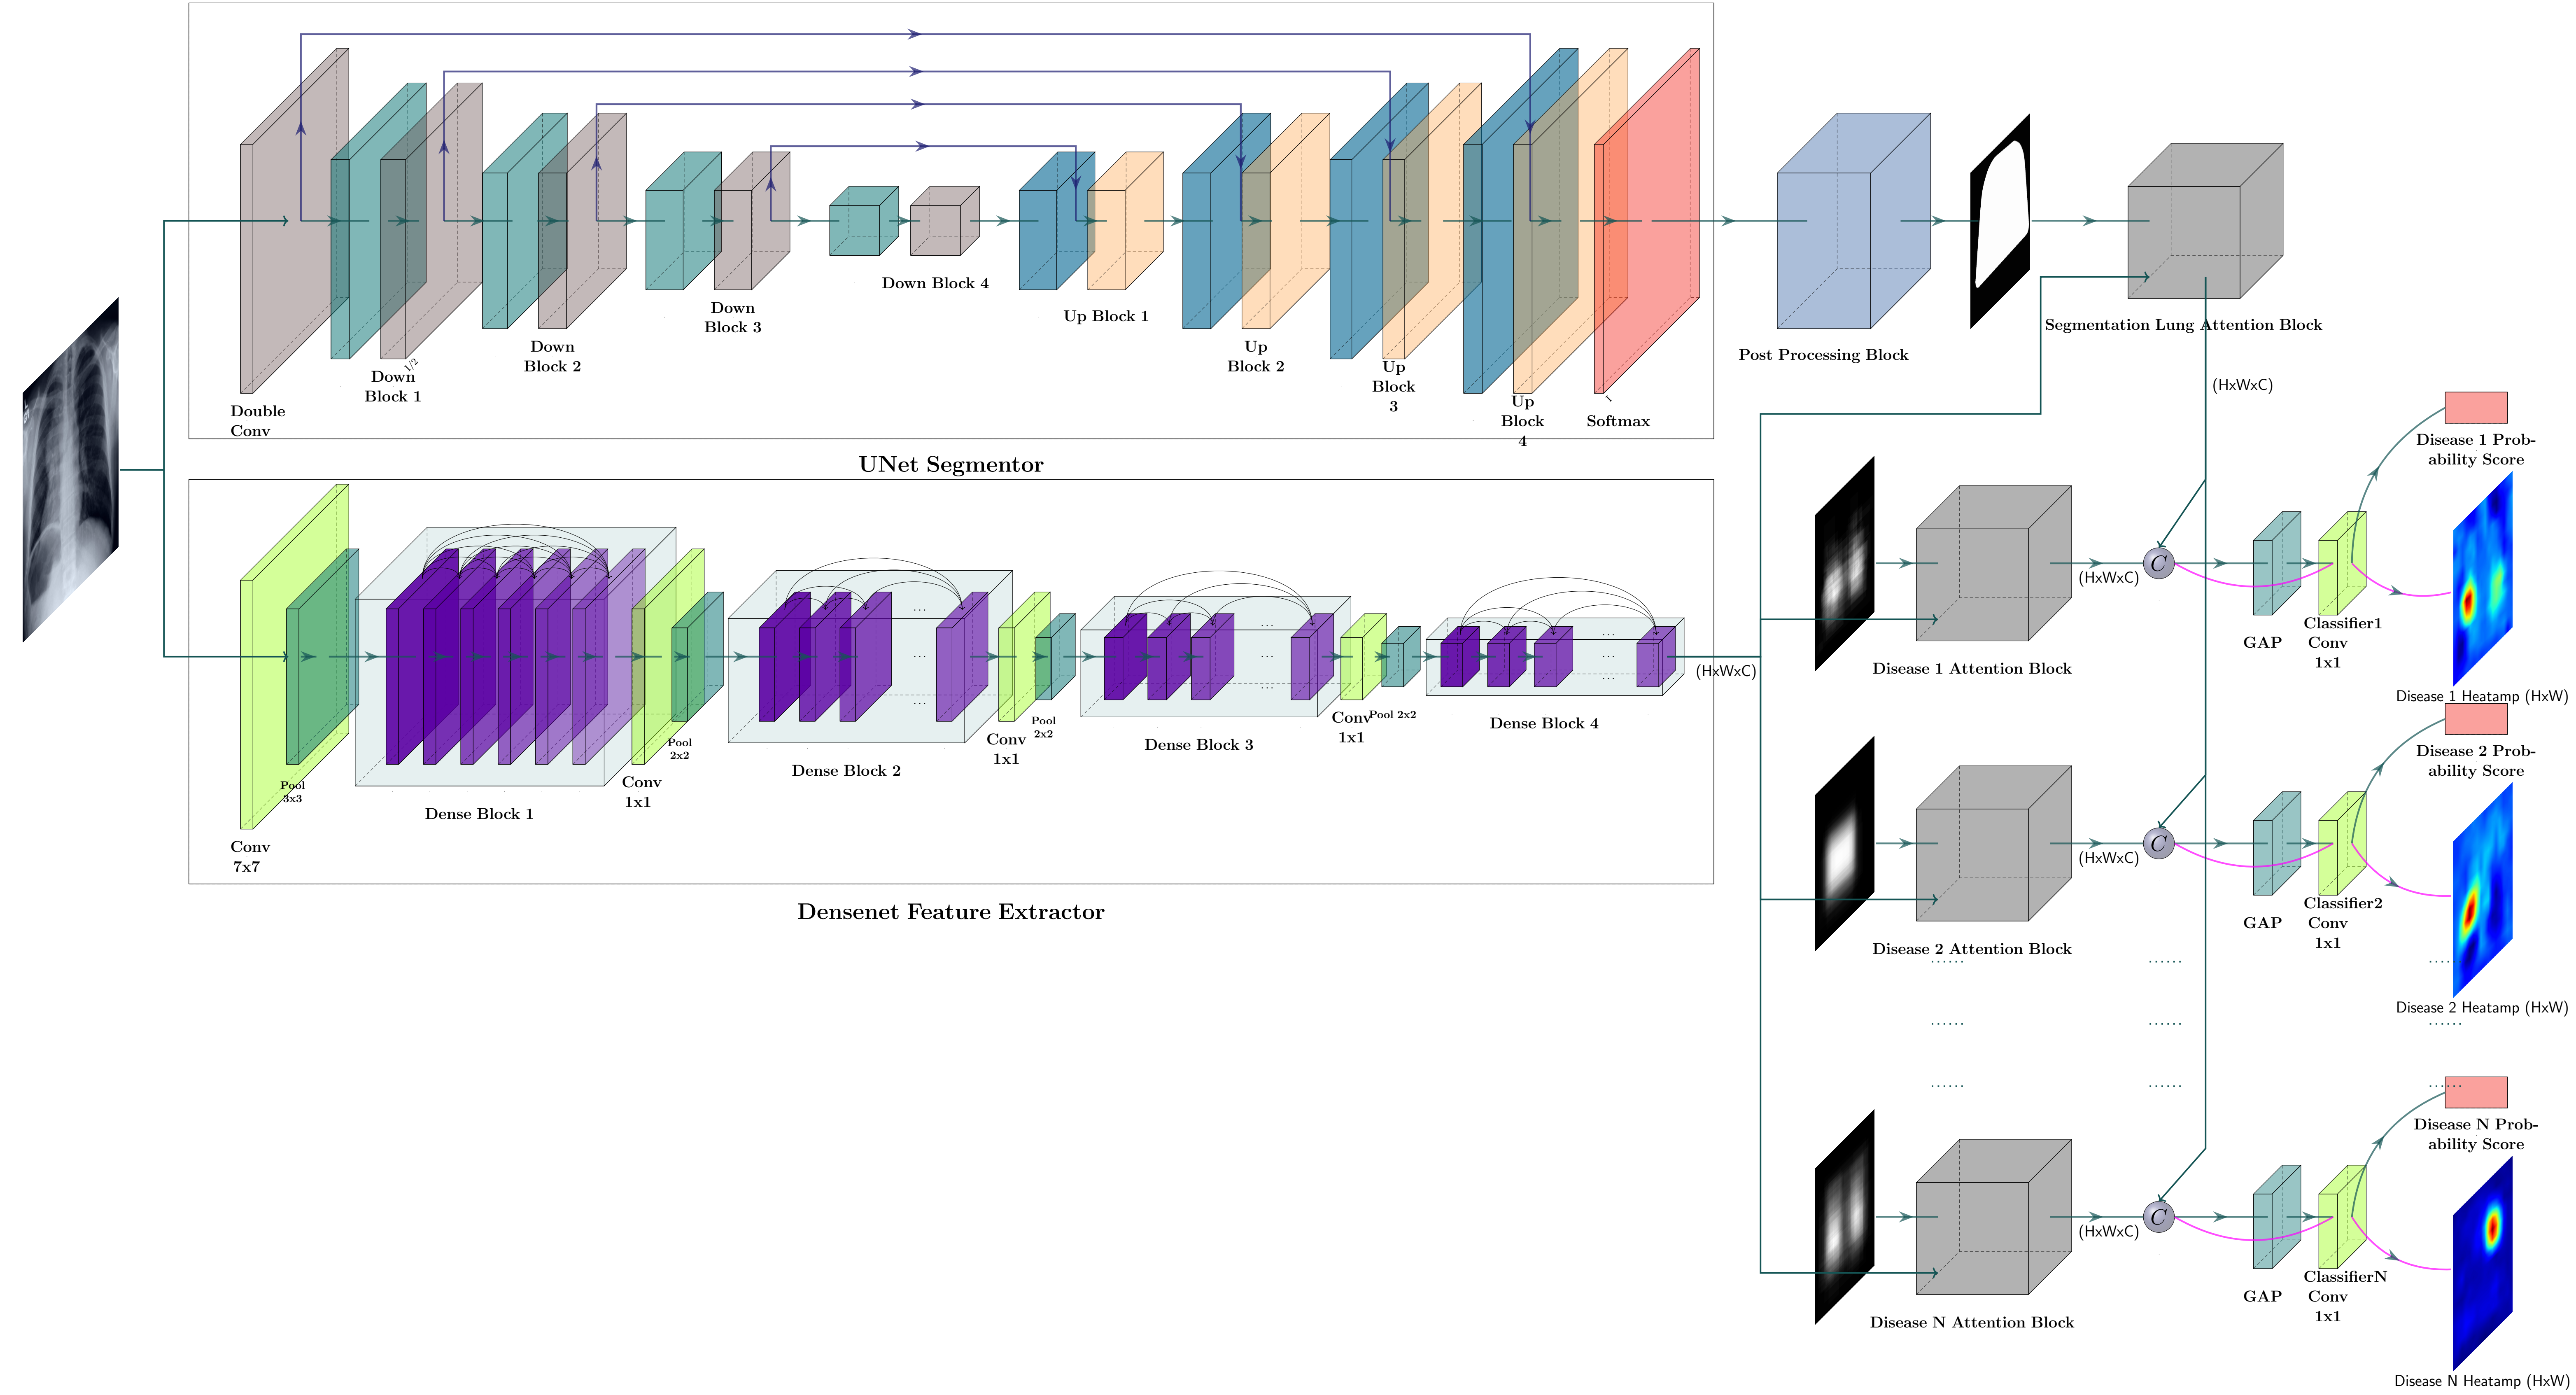 Double
Conv
1/2
Down
Block 1
Down
Block 2
Down
Block 3
Down Block 4
Up Block 1
Up
Block 2
Up
Block
3
Up
Block
4
1
Softmax
UNet Segmentor
Post Processing Block
Segmentation Lung Attention Block
(HxWxC)
Conv
7x7
Pool
3x3
Dense Block 1
Conv
1x1
Pool
2x2
...
...
...
Dense Block 2
Conv
1x1
Pool
2x2
...
...
...
Dense Block 3
Conv
1x1
Pool 2x2
...
...
...
Dense Block 4
(HxWxC)
Densenet Feature Extractor
Disease 1 Attention Block
(HxWxC)
C
GAP
Classifier1
Conv
1x1
Disease 1 Prob-
ability Score
Disease 1 Heatamp (HxW)
Disease 2 Attention Block
(HxWxC)
C
GAP
Classifier2
Conv
1x1
Disease 2 Prob-
ability Score
Disease 2 Heatamp (HxW)
...... ...... ......
...... ...... ......
...... ...... ......
Disease N Attention Block
(HxWxC)
C
GAP
ClassifierN
Conv
1x1
Disease N Prob-
ability Score
Disease N Heatamp (HxW)